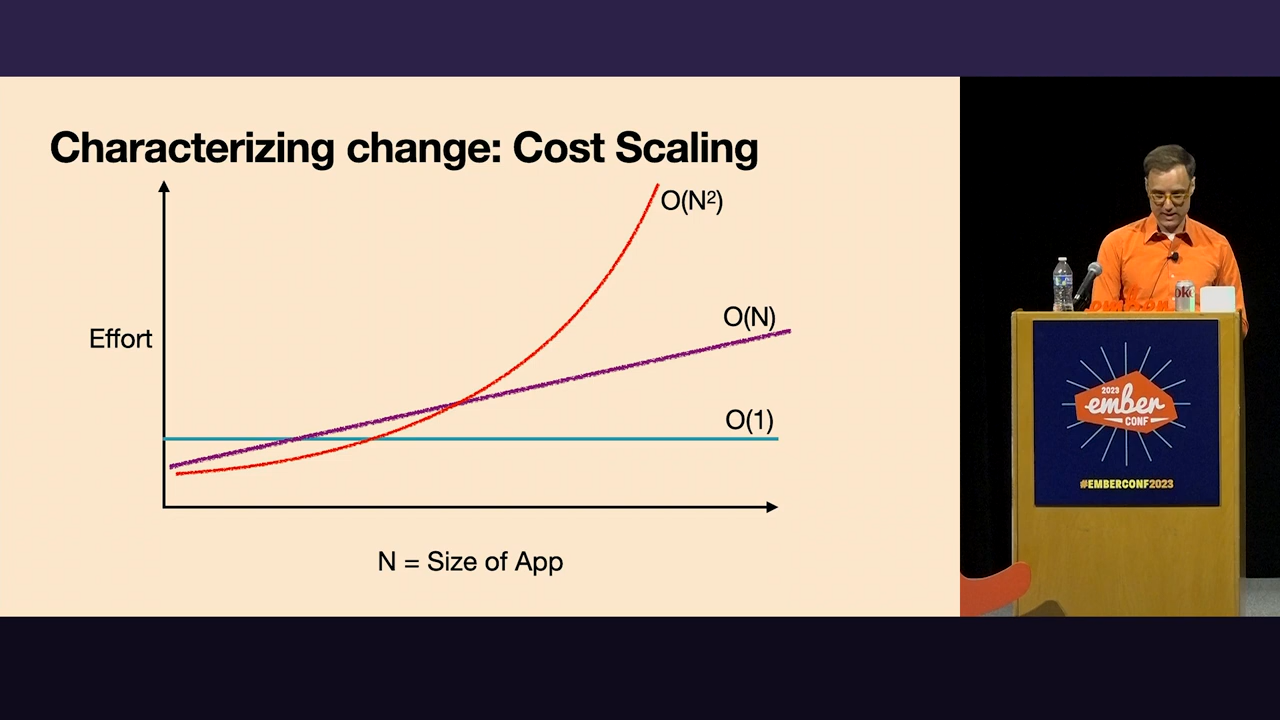 Characterizing change: Cost Scaling
O(N²)
O(N)
Effort
O(1)
N = Size of App
2023
ember
CONF
#EMBERCONF2023